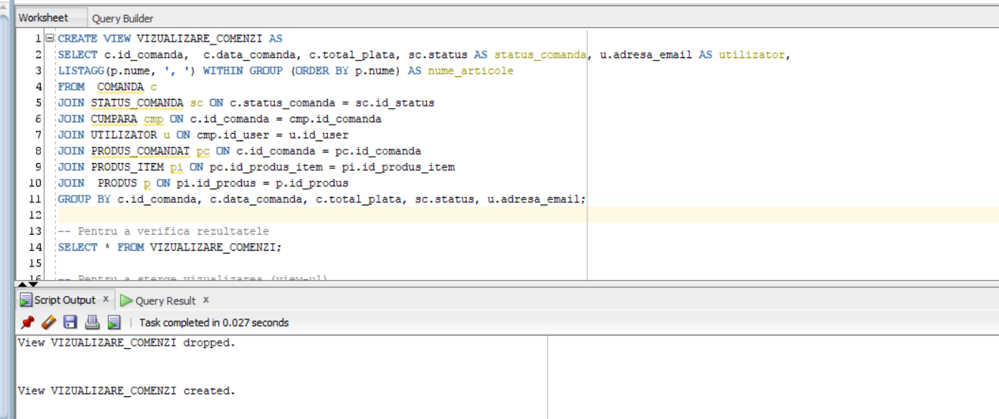 Worksheet Query Builder
1 CREATE VIEW VIZUALIZARE_COMENZI AS
2 SELECT c.id_comanda,  c.data_comanda, c.total_plata, sc.status AS status_comanda, u.adresa_email AS utilizator,
3 LISTAGG(p.nume, ', ') WITHIN GROUP (ORDER BY p.nume) AS nume_articole
4 FROM  COMANDA c
5 JOIN STATUS_COMANDA sc ON c.status_comanda = sc.id_status
6 JOIN CUMPARA cmp ON c.id_comanda = cmp.id_comanda
7 JOIN UTILIZATOR u ON cmp.id_user = u.id_user
8 JOIN PRODUS_COMANDAT pc ON c.id_comanda = pc.id_comanda
9 JOIN PRODUS_ITEM pi ON pc.id_produs_item = pi.id_produs_item
10 JOIN  PRODUS p ON pi.id_produs = p.id_produs
11 GROUP BY c.id_comanda, c.data_comanda, c.total_plata, sc.status, u.adresa_email;
12
13 -- Pentru a verifica rezultatele
14 SELECT * FROM VIZUALIZARE_COMENZI;
15
16 -- Pentru a sterge vizualizarea (view-ul)
Script Output x Query Result x
Task completed in 0.027 seconds
View VIZUALIZARE_COMENZI dropped.
View VIZUALIZARE_COMENZI created.